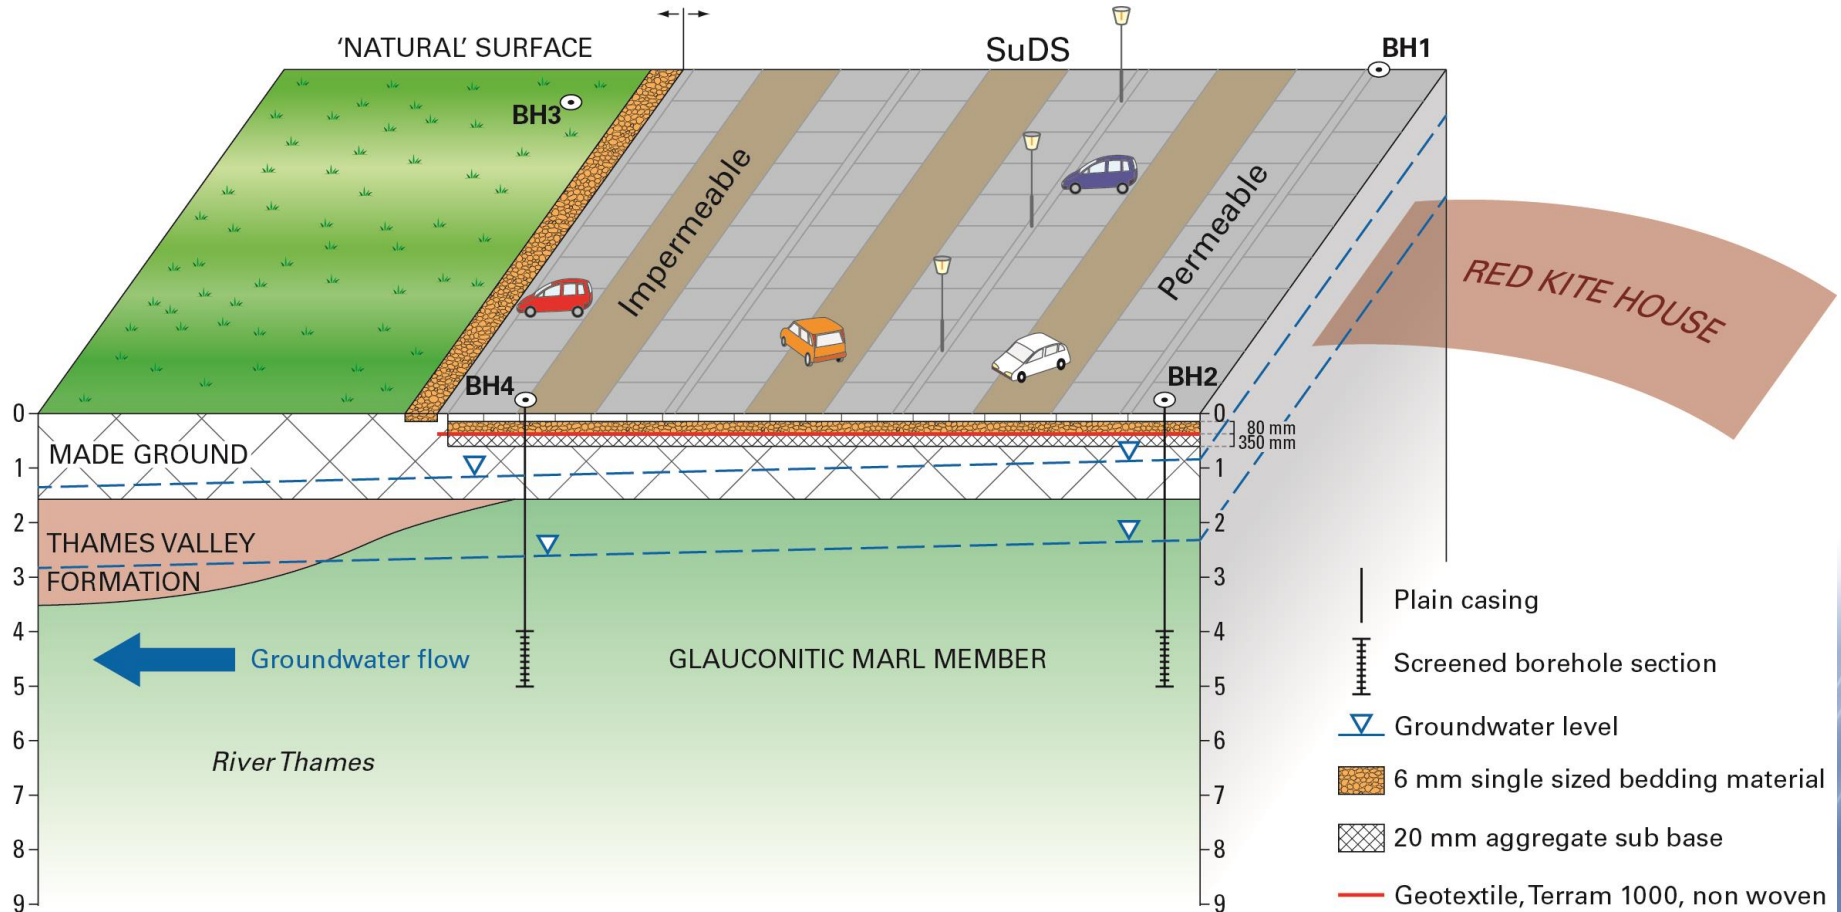 'NATURAL' SURFACE
SuDS
BH1
BH3
Impermeable
Permeable
RED KITE HOUSE
BH4
BH2
0
1
2
3
4
5
6
7
8
9
0
1
2
3
4
5
6
7
8
9
80 mm
350 mm
MADE GROUND
THAMES VALLEY
FORMATION
Groundwater flow
GLAUCONITIC MARL MEMBER
River Thames
Plain casing
Screened borehole section
Groundwater level
6 mm single sized bedding material
20 mm aggregate sub base
Geotextile, Terram 1000, non woven